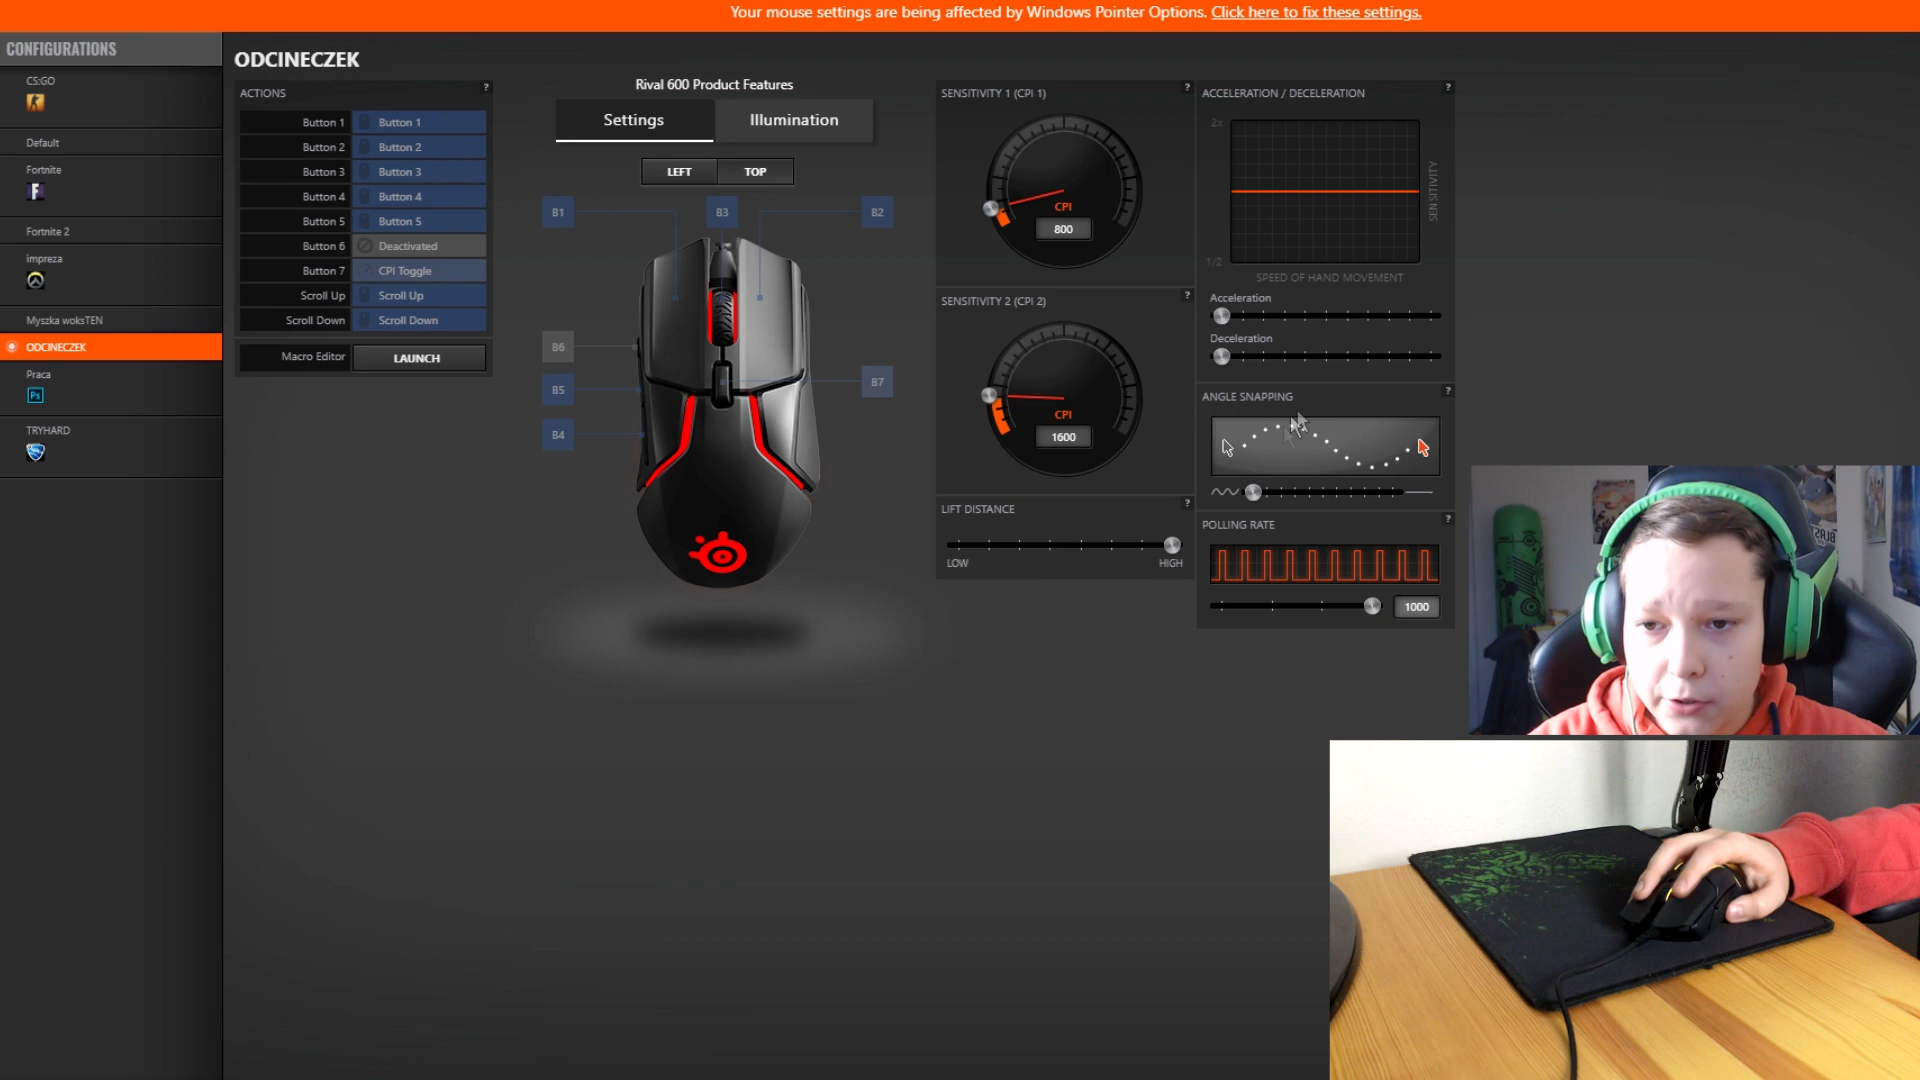 Your mouse settings are being affected by Windows Pointer Options. Click here to fix these settings.
CONFIGURATIONS
CS:GO
Default
Fortnite
F
Fortnite 2
impreza
Myszka woksTEN
ODCINECZEK
Praca
Ps
TRYHARD
ODCINECZEK
ACTIONS ?
Button 1 Button 1
Button 2 Button 2
Button 3 Button 3
Button 4 Button 4
Button 5 Button 5
Button 6 Deactivated
Button 7 CPI Toggle
Scroll Up Scroll Up
Scroll Down Scroll Down
Macro Editor LAUNCH
Rival 600 Product Features
Settings Illumination
LEFT TOP
B1 B3 B2
B6
B5 B7
B4
SENSITIVITY 1 (CPI 1) ?
CPI
800
SENSITIVITY 2 (CPI 2) ?
CPI
1600
LIFT DISTANCE ?
LOW HIGH
ACCELERATION / DECELERATION ?
2x
SENSITIVITY
1/2
SPEED OF HAND MOVEMENT
Acceleration
Deceleration
ANGLE SNAPPING ?
POLLING RATE ?
1000